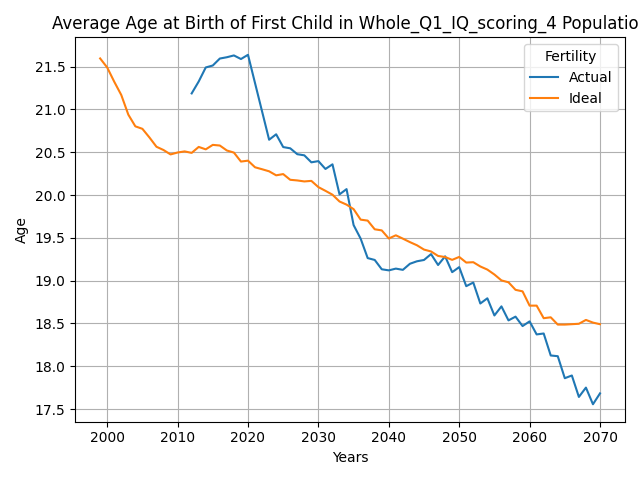 Average Age at Birth of First Child in Whole_Q1_IQ_scoring_4 Populatio
Fertility
Actual
Ideal
21.5
21.0
20.5
20.0
19.5
19.0
18.5
18.0
17.5
Age
2000 2010 2020 2030 2040 2050 2060 2070
Years